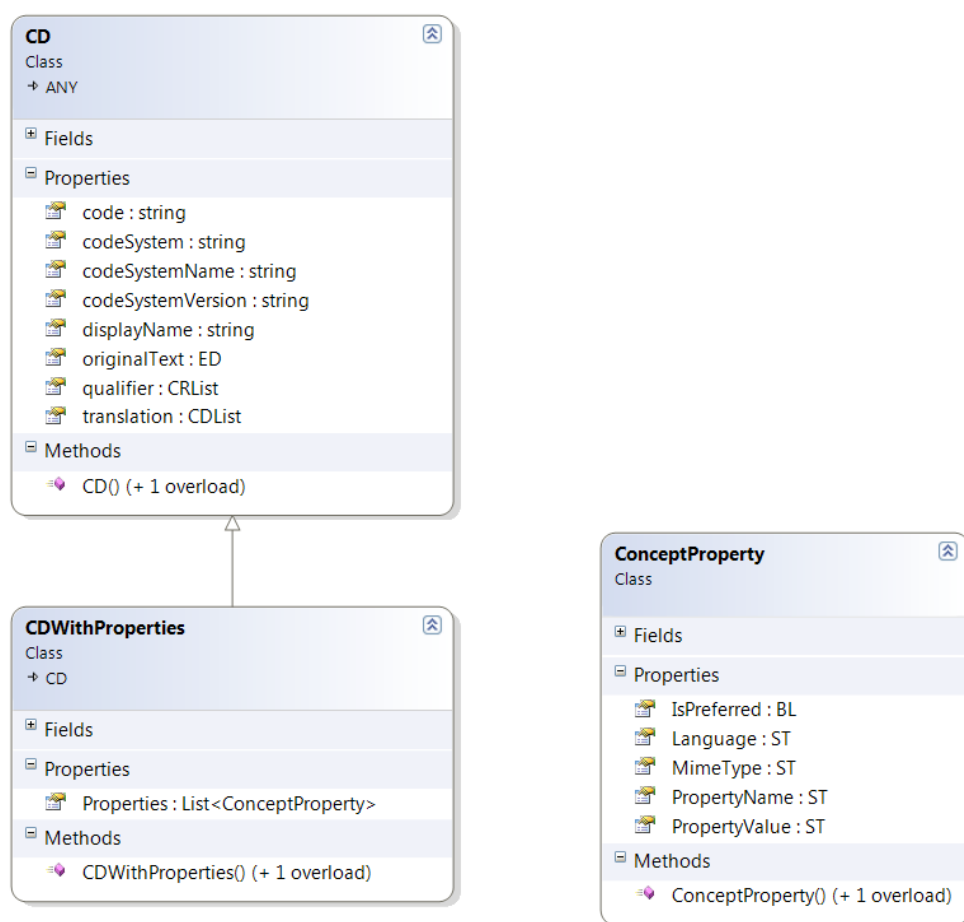 CD
Class
ANY
Fields
Properties
code : string
codeSystem : string
codeSystemName : string
codeSystemVersion : string
displayName : string
originalText : ED
qualifier : CRList
translation : CDList
Methods
CD() (+ 1 overload)
CDWithProperties
Class
CD
Fields
Properties
Properties : List<ConceptProperty>
Methods
CDWithProperties() (+ 1 overload)
ConceptProperty
Class
Fields
Properties
IsPreferred : BL
Language : ST
MimeType : ST
PropertyName : ST
PropertyValue : ST
Methods
ConceptProperty() (+ 1 overload)